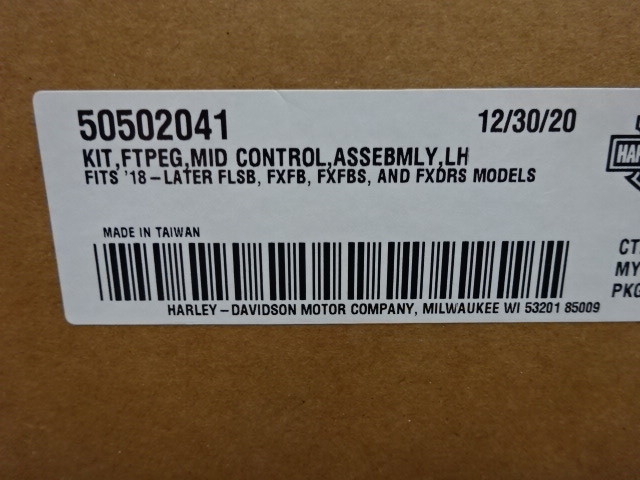 50502041 12/30/20
KIT,FTPEG,MID CONTROL,ASSEBMLY,LH
FITS '18-LATER FLSB, FXFB, FXFBS, AND FXDRS MODELS
MADE IN TAIWAN
HARLEY-DAVIDSON MOTOR COMPANY, MILWAUKEE WI 53201 85009
MY
PKG